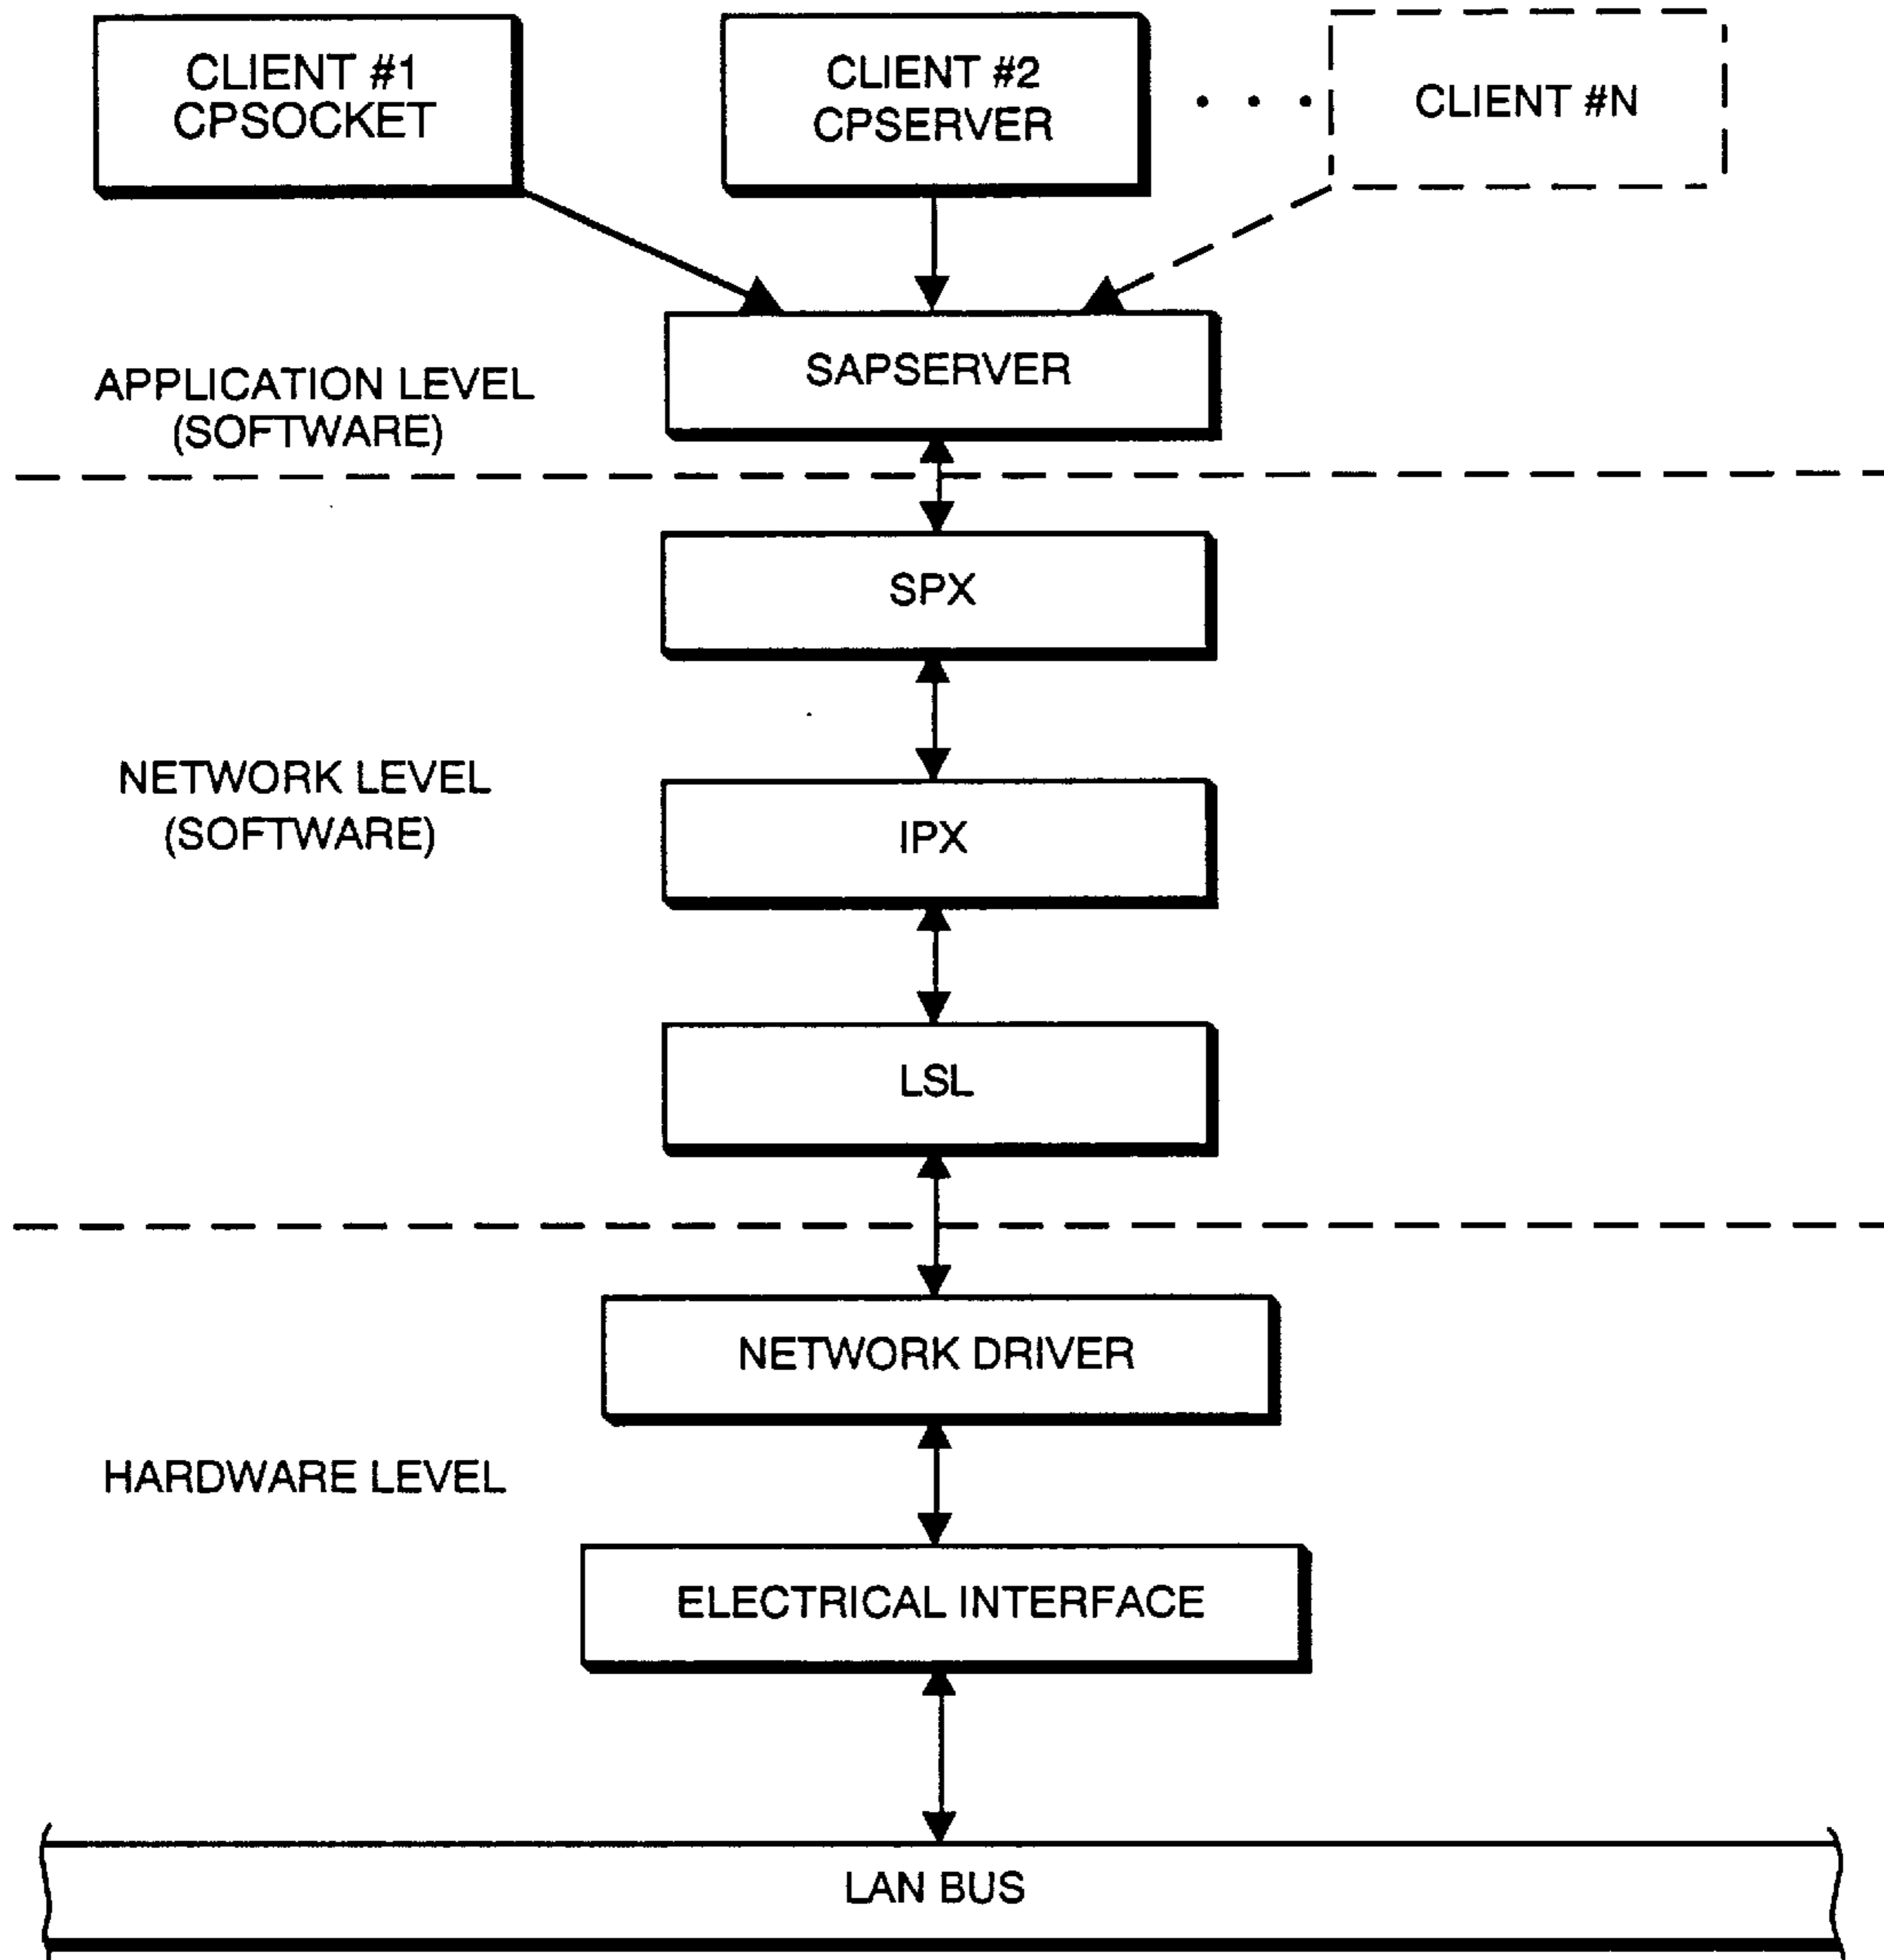 CLIENT #1
CPSOCKET
CLIENT #2
CPSERVER
CLIENT #N
SAPSERVER
APPLICATION LEVEL
(SOFTWARE)
SPX
NETWORK LEVEL
(SOFTWARE)
IPX
LSL
NETWORK DRIVER
HARDWARE LEVEL
ELECTRICAL INTERFACE
LAN BUS